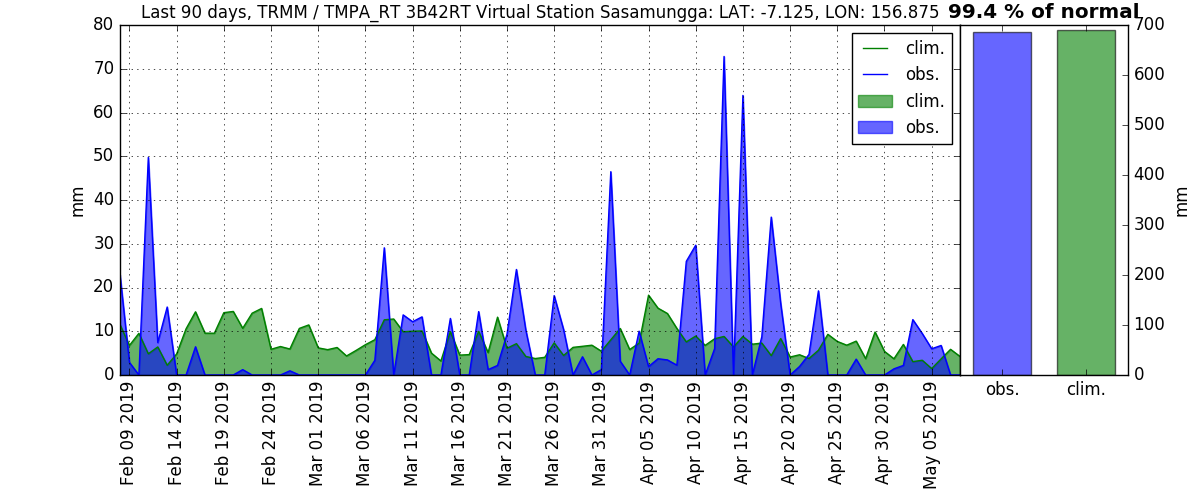 Last 90 days, TRMM / TMPA_RT 3B42RT Virtual Station Sasamungga: LAT: -7.125, LON: 156.875 99.4 % of normal
clim.
obs.
clim.
obs.
80
70
60
50
40
30
20
10
0
mm
Feb 09 2019
Feb 14 2019
Feb 19 2019
Feb 24 2019
Mar 01 2019
Mar 06 2019
Mar 11 2019
Mar 16 2019
Mar 21 2019
Mar 26 2019
Mar 31 2019
Apr 05 2019
Apr 10 2019
Apr 15 2019
Apr 20 2019
Apr 25 2019
Apr 30 2019
May 05 2019
obs.
clim.
700
600
500
400
300
200
100
0
mm